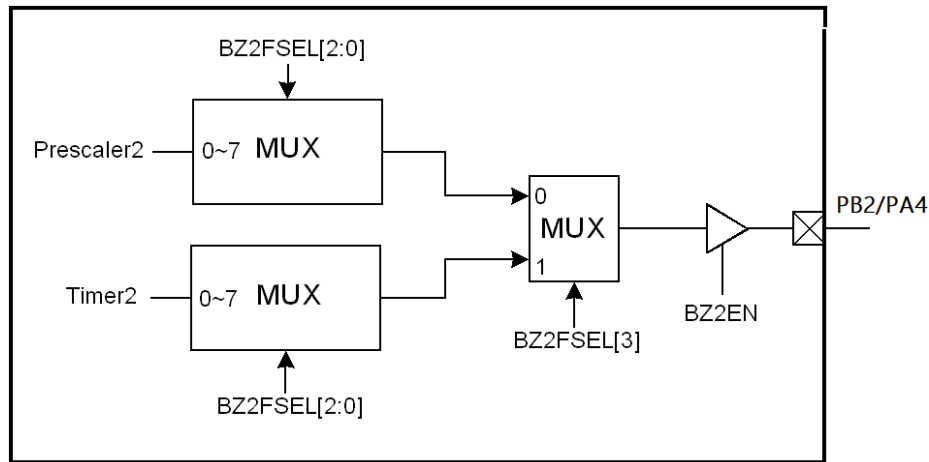 BZ2FSEL[2:0]
Prescaler2
0~7 MUX
0
MUX
1
PB2/PA4
Timer2
0~7 MUX
BZ2EN
BZ2FSEL[3]
BZ2FSEL[2:0]